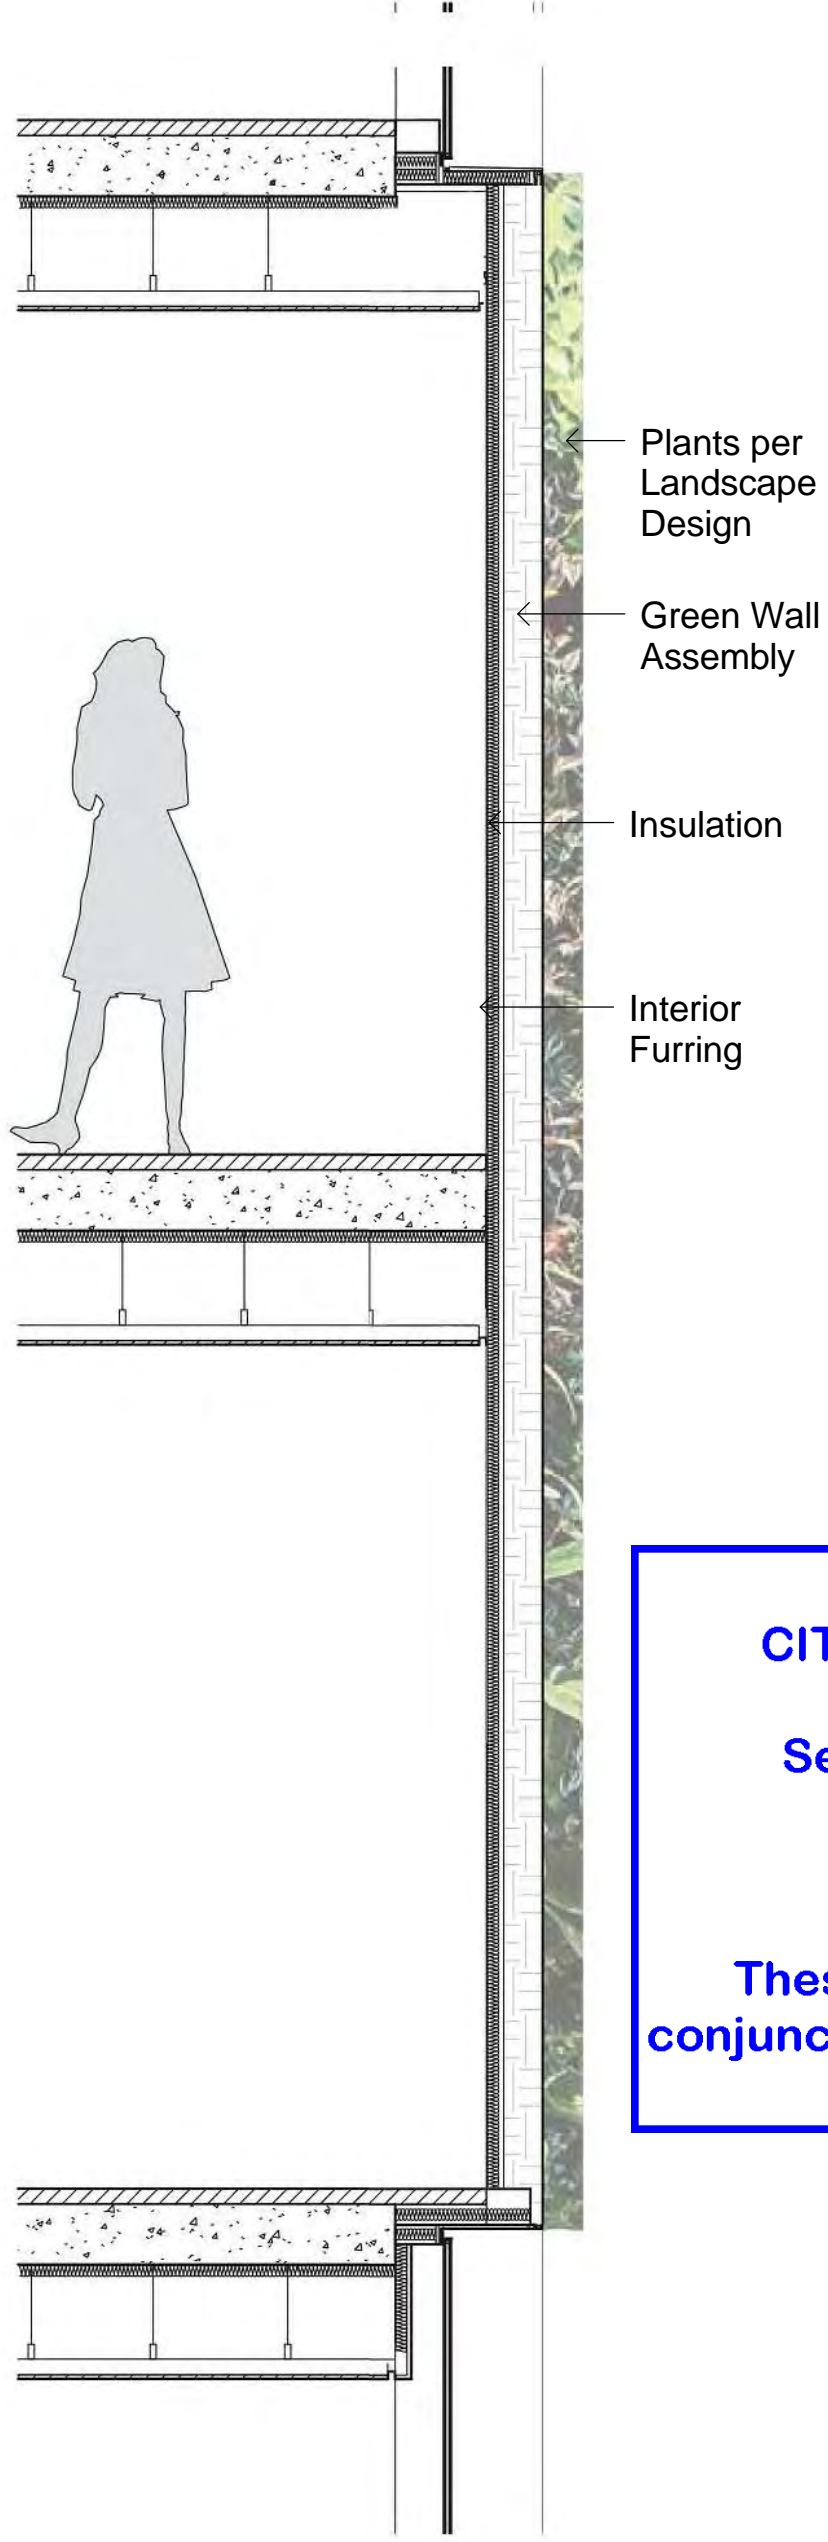 Plants per
Landscape
Design
Green Wall
Assembly
Insulation
Interior
Furring